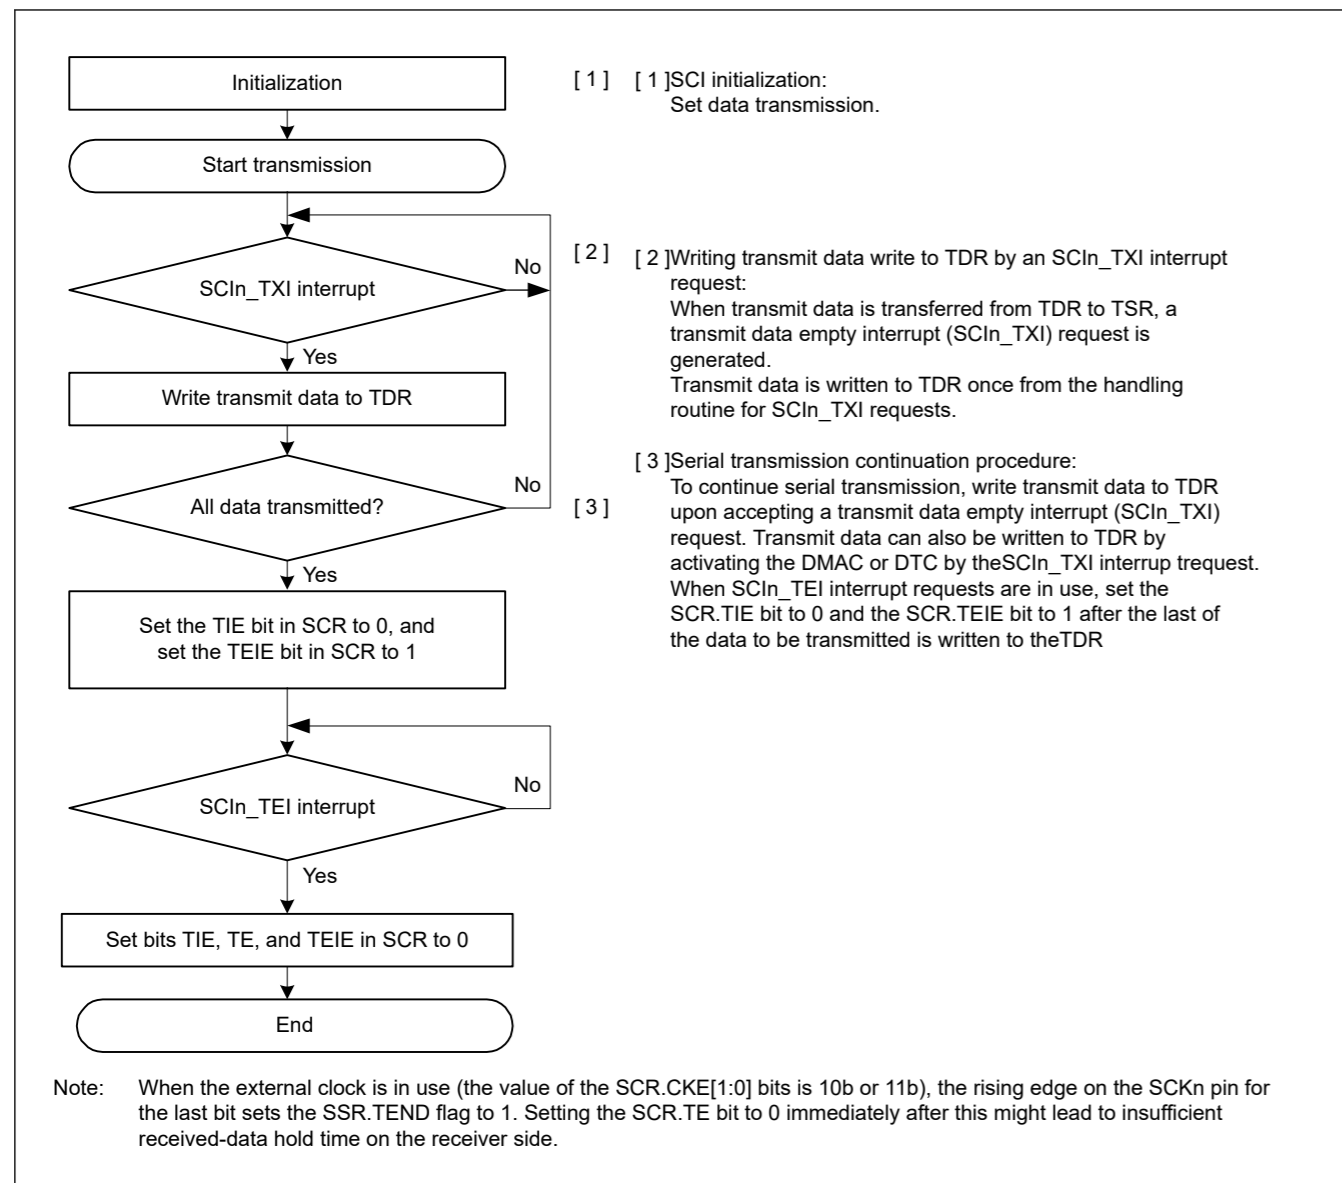 Initialization
[ 1 ]
[ 1 ]SCI initialization:
Set data transmission.
Start transmission
SCIn_TXI interrupt
No
Yes
[ 2 ]
[ 2 ]Writing transmit data write to TDR by an SCIn_TXI interrupt
request:
When transmit data is transferred from TDR to TSR, a
transmit data empty interrupt (SCIn_TXI) request is
generated.
Transmit data is written to TDR once from the handling
routine for SCIn_TXI requests.
Write transmit data to TDR
All data transmitted?
No
Yes
[ 3 ]
[ 3 ]Serial transmission continuation procedure:
To continue serial transmission, write transmit data to TDR
upon accepting a transmit data empty interrupt (SCIn_TXI)
request. Transmit data can also be written to TDR by
activating the DMAC or DTC by theSCIn_TXI interrup trequest.
When SCIn_TEI interrupt requests are in use, set the
SCR.TIE bit to 0 and the SCR.TEIE bit to 1 after the last of
the data to be transmitted is written to theTDR
Set the TIE bit in SCR to 0, and
set the TEIE bit in SCR to 1
SCIn_TEI interrupt
No
Yes
Set bits TIE, TE, and TEIE in SCR to 0
End
Note: When the external clock is in use (the value of the SCR.CKE[1:0] bits is 10b or 11b), the rising edge on the SCKn pin for
the last bit sets the SSR.TEND flag to 1. Setting the SCR.TE bit to 0 immediately after this might lead to insufficient
received-data hold time on the receiver side.